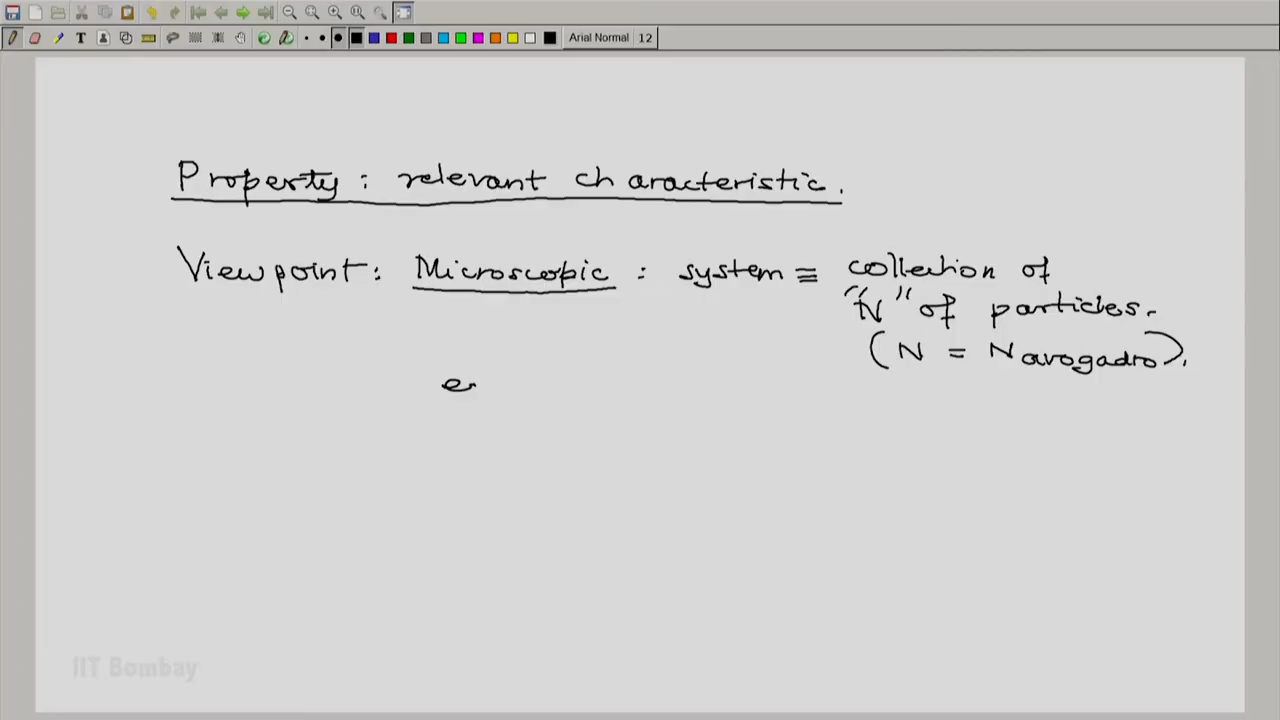 Arial Normal 12
Property : relevant characteristic.
Viewpoint : Microscopic : system ≡ collection of
"N" of particles.
(N = Navogadro).
e
IIT Bombay